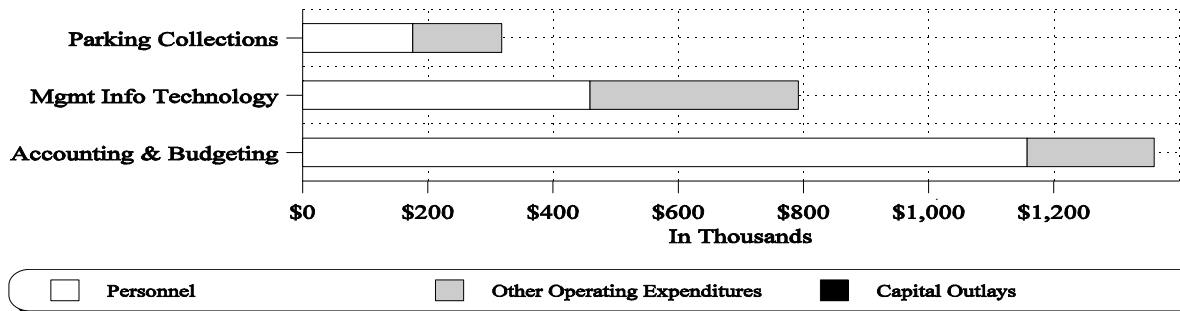 Parking Collections
Mgmt Info Technology
Accounting & Budgeting
$0 $200 $400 $600 $800 $1,000 $1,200
In Thousands
Personnel Other Operating Expenditures Capital Outlays